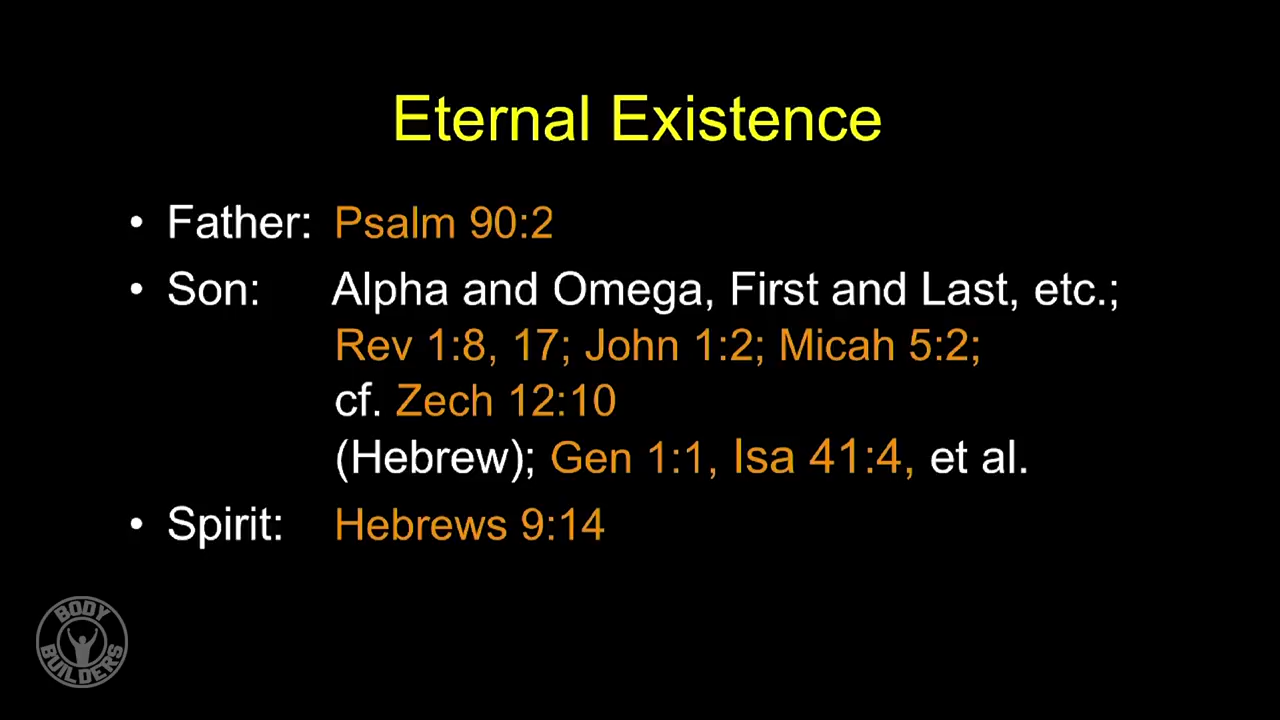 Eternal Existence
• Father: Psalm 90:2
• Son: Alpha and Omega, First and Last, etc.;
Rev 1:8, 17; John 1:2; Micah 5:2;
cf. Zech 12:10
(Hebrew); Gen 1:1, Isa 41:4, et al.
• Spirit: Hebrews 9:14
BODY
BUILDERS